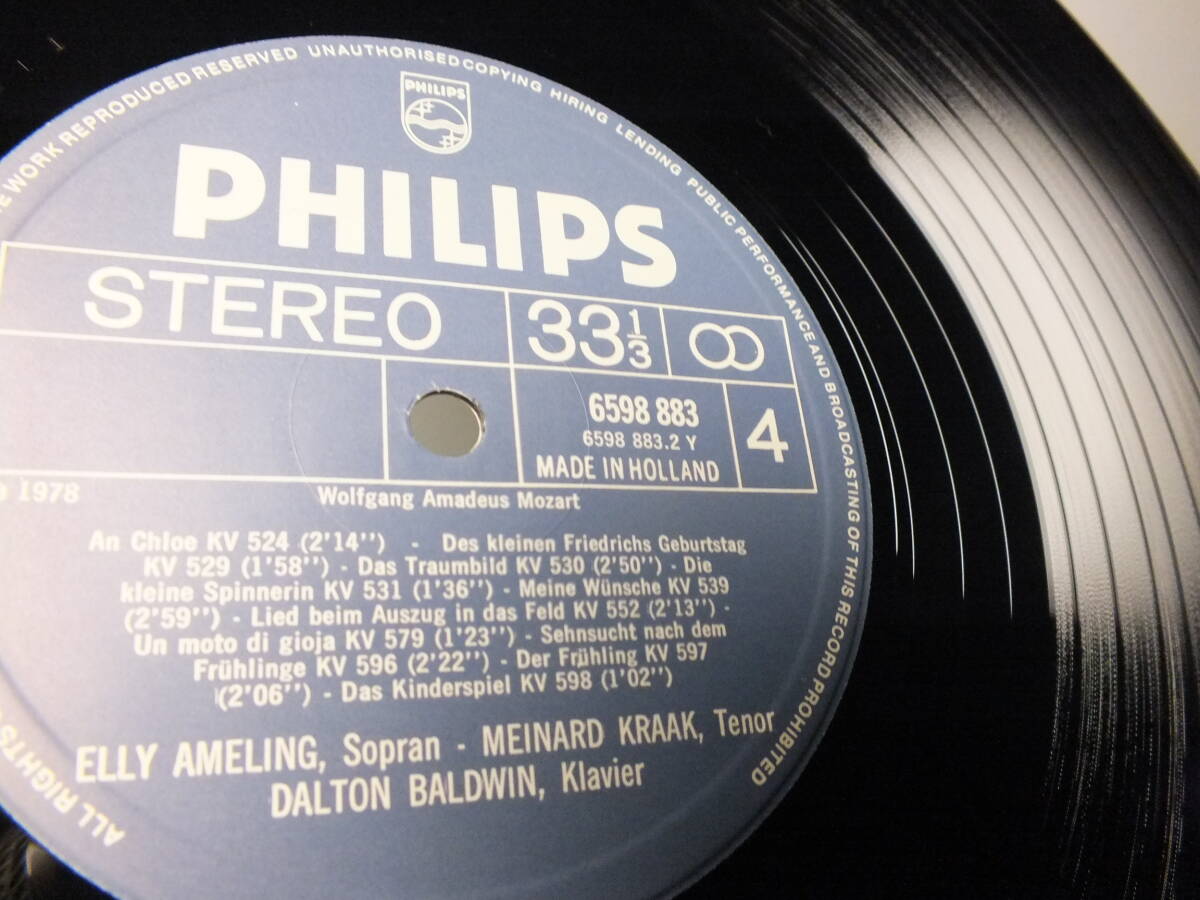 WORK REPRODUCED RESERVED UNAUTHORISED COPYING HIRING LENDING PUBLIC PERFORMANCE AND BROADCASTING OF THIS RECORD PROHIBITED
PHILIPS
PHILIPS
STEREO
33 1/3
6598 883
6598 883.2 Y
MADE IN HOLLAND
4
1978
Wolfgang Amadeus Mozart
An Chloe KV 524 (2'14'') - Des kleinen Friedrichs Geburtstag
KV 529 (1'58'') - Das Traumbild KV 530 (2'50'') - Die
kleine Spinnerin KV 531 (1'36'') - Meine Wünsche KV 539
(2'59'') - Lied beim Auszug in das Feld KV 552 (2'13'') -
Un moto di gioja KV 579 (1'23'') - Sehnsucht nach dem
Frühlinge KV 596 (2'22'') - Der Frühling KV 597
(2'06'') - Das Kinderspiel KV 598 (1'02'')
ELLY AMELING, Sopran - MEINARD KRAAK, Tenor
DALTON BALDWIN, Klavier
ALL RIGHTS